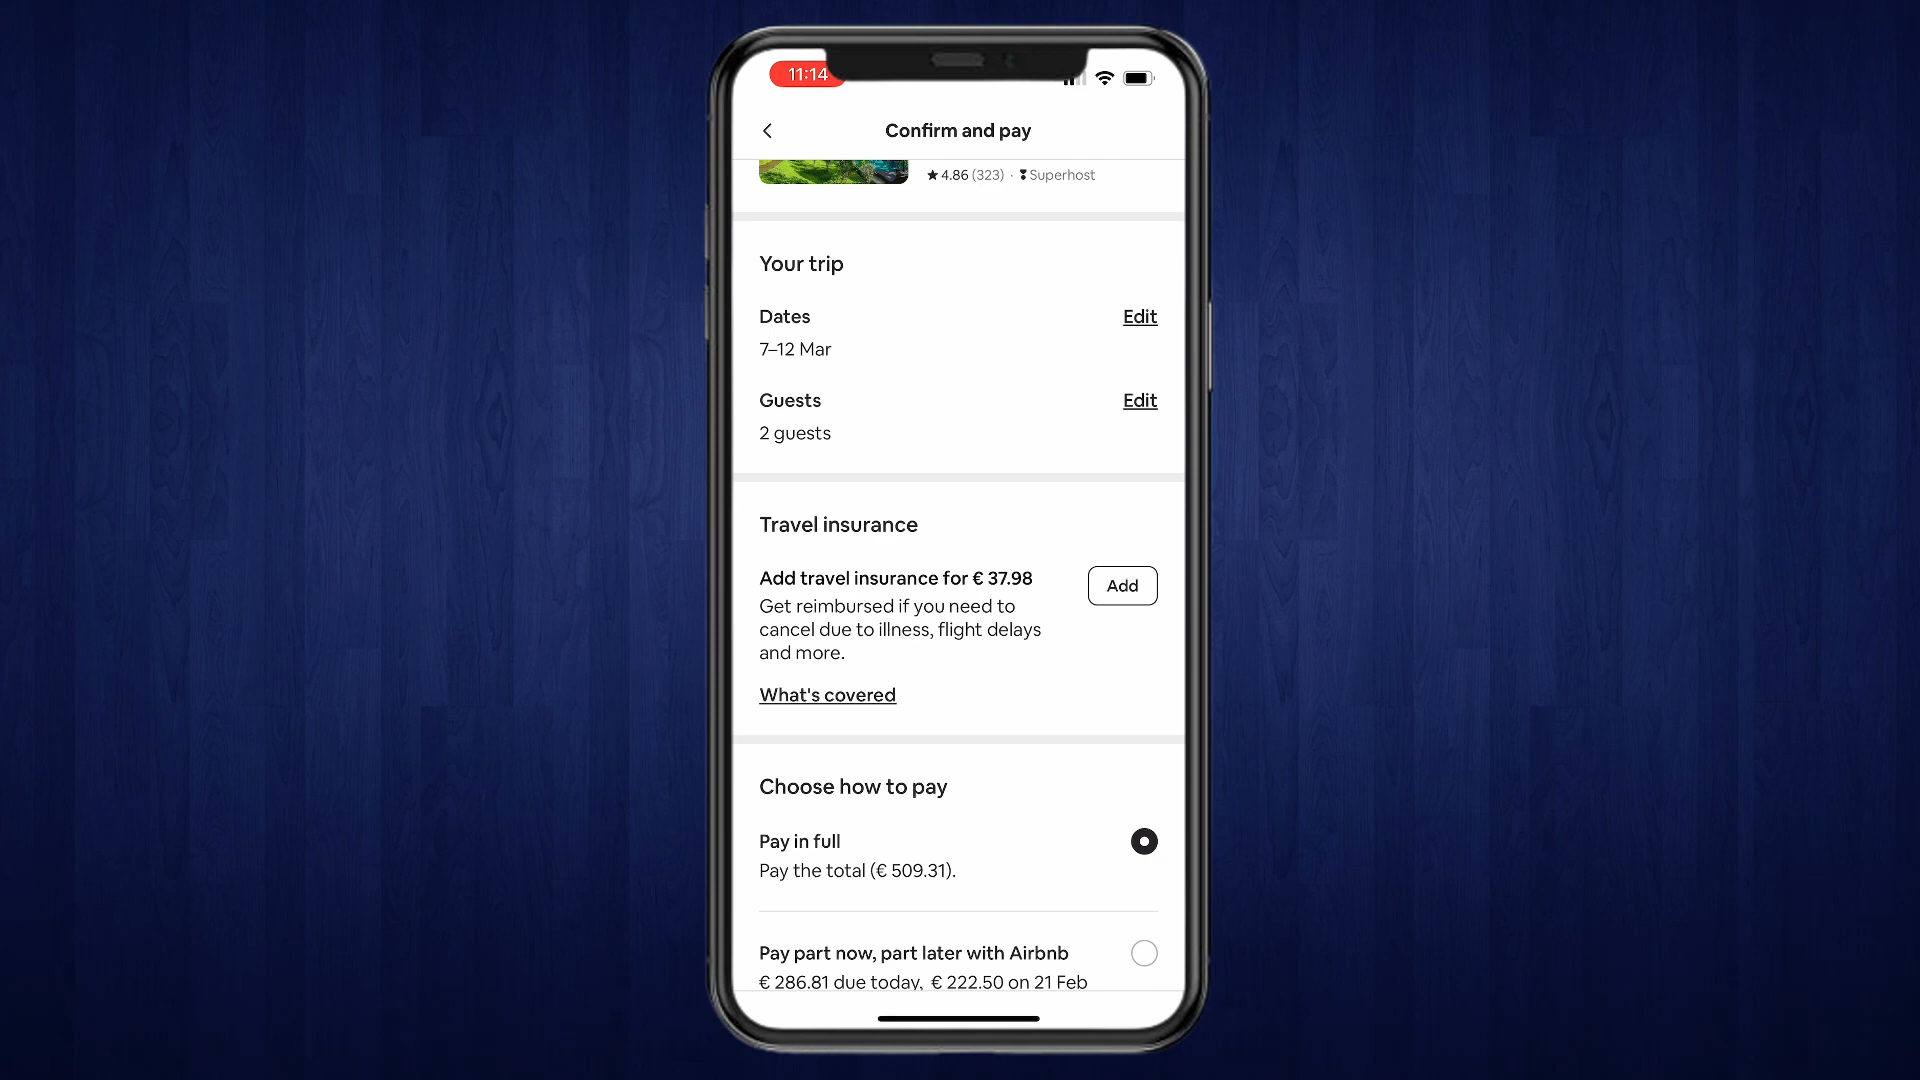 11:14
Confirm and pay
★ 4.86 (323) · Superhost
Your trip
Dates
Edit
7–12 Mar
Guests
Edit
2 guests
Travel insurance
Add travel insurance for € 37.98
Add
Get reimbursed if you need to
cancel due to illness, flight delays
and more.
What's covered
Choose how to pay
Pay in full
Pay the total (€ 509.31).
Pay part now, part later with Airbnb
€ 286.81 due today, € 222.50 on 21 Feb